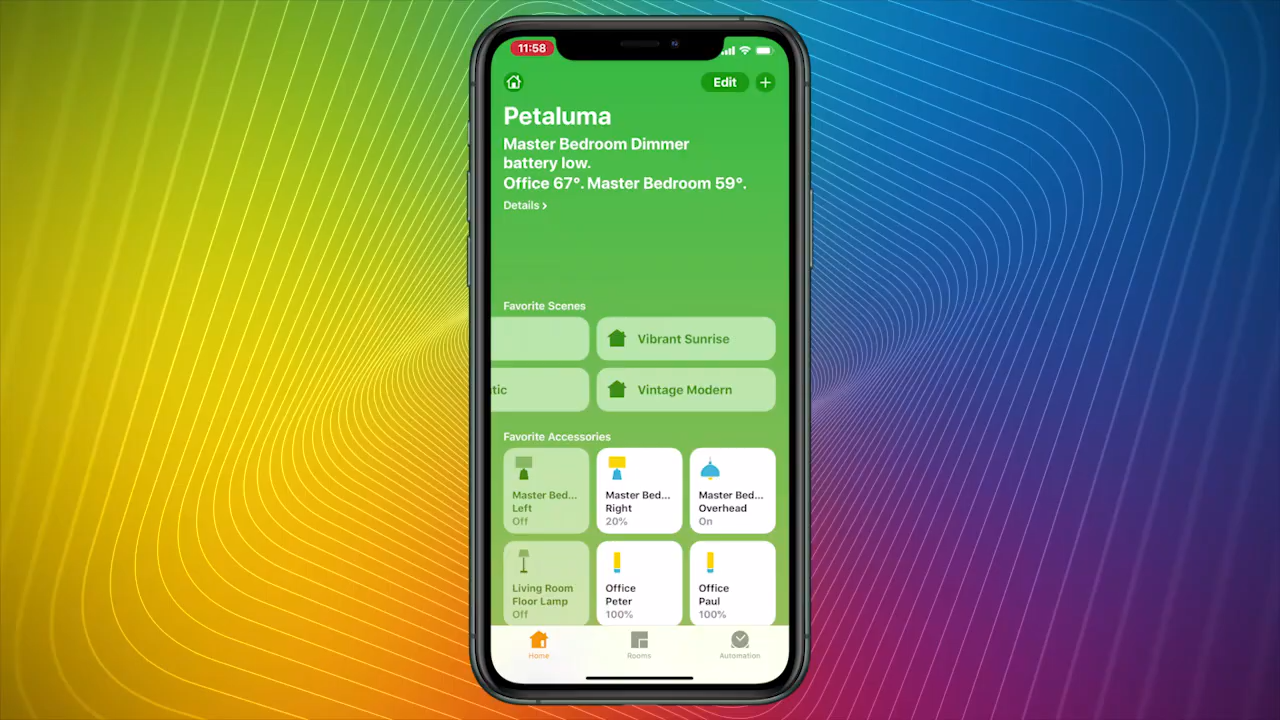 11:58
Edit
Petaluma
Master Bedroom Dimmer
battery low.
Office 67°. Master Bedroom 59°.
Details ›
Favorite Scenes
Vibrant Sunrise
Vintage Modern
Favorite Accessories
Master Bed...
Left
Off
Master Bed...
Right
20%
Master Bed...
Overhead
On
Living Room
Floor Lamp
Off
Office
Peter
100%
Office
Paul
100%
Home
Rooms
Automation